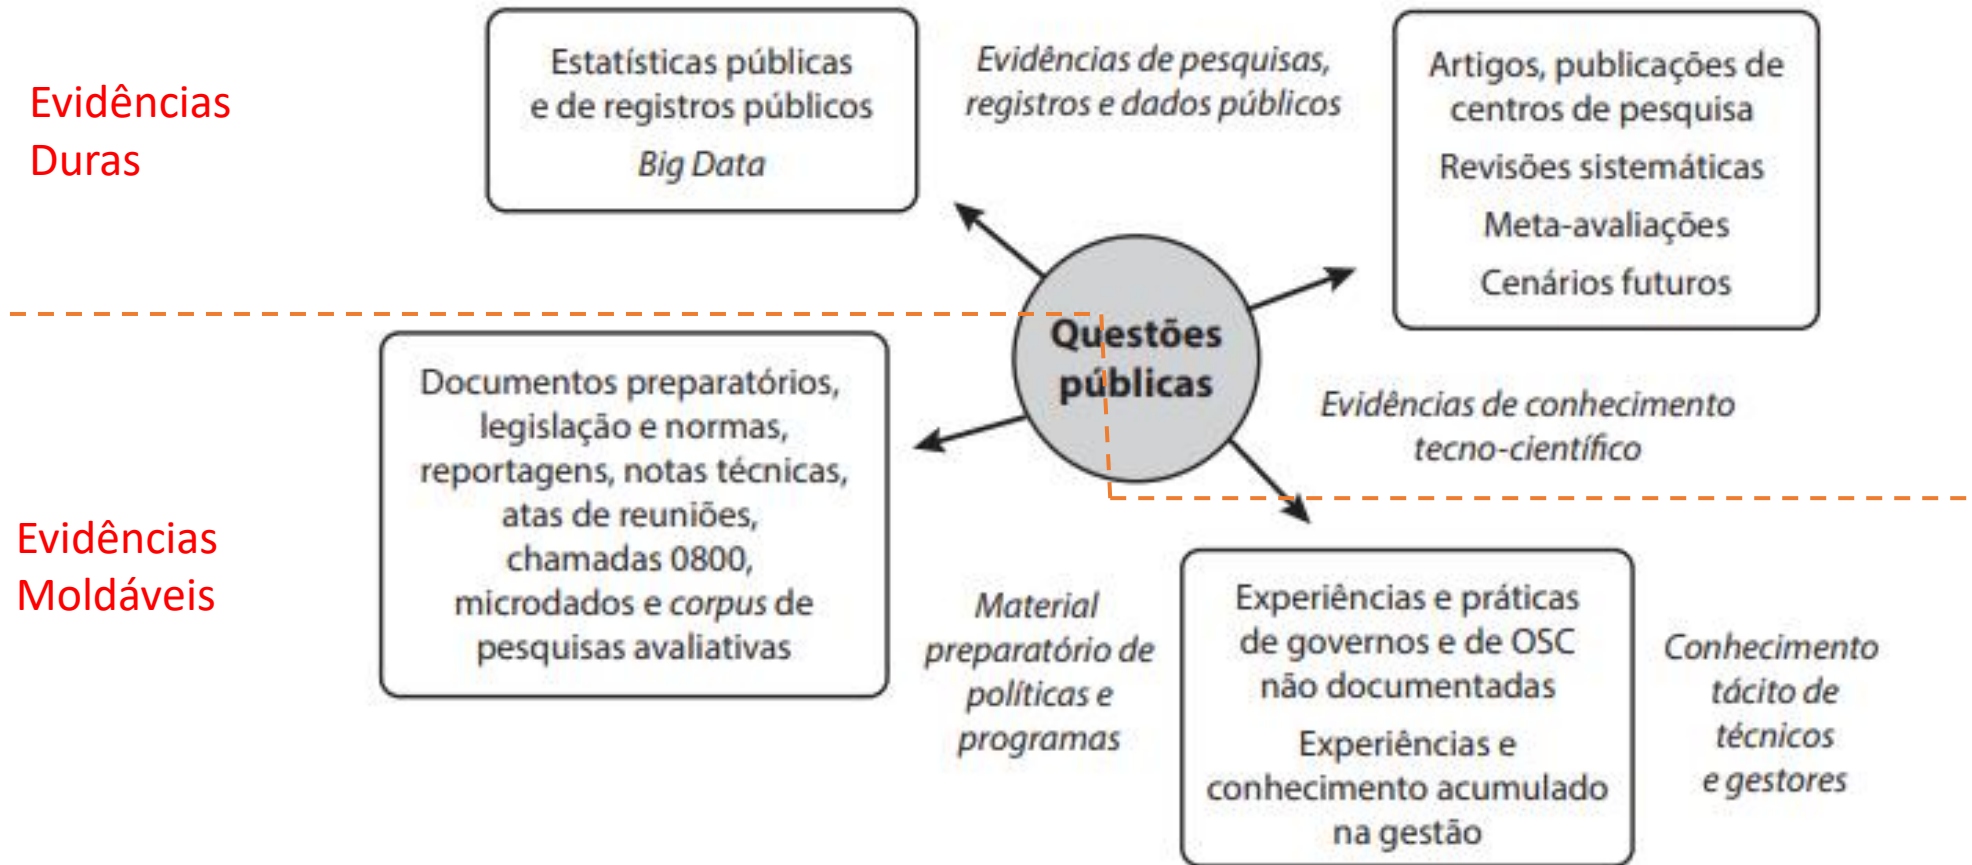 Evidências
Duras
Estatísticas públicas
e de registros públicos
Big Data
Evidências de pesquisas,
registros e dados públicos
Artigos, publicações de
centros de pesquisa
Revisões sistemáticas
Meta-avaliações
Cenários futuros
Questões
públicas
Evidências de conhecimento
tecno-científico
Evidências
Moldáveis
Documentos preparatórios,
legislação e normas,
reportagens, notas técnicas,
atas de reuniões,
chamadas 0800,
microdados e corpus de
pesquisas avaliativas
Material
preparatório de
políticas e
programas
Experiências e práticas
de governos e de OSC
não documentadas
Experiências e
conhecimento acumulado
na gestão
Conhecimento
tácito de
técnicos
e gestores